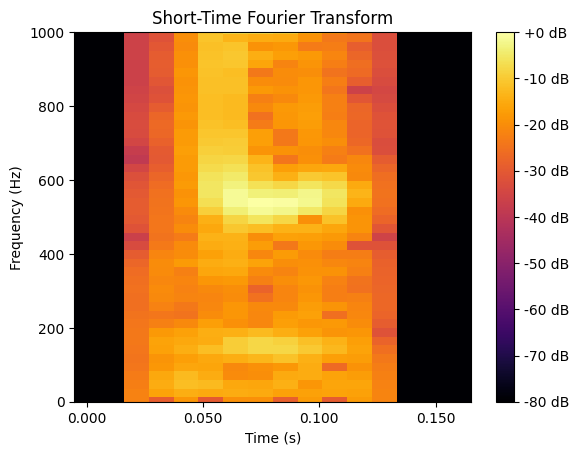 Short-Time Fourier Transform
1000
800
600
400
200
0
Frequency (Hz)
0.000
0.050
0.100
0.150
Time (s)
+0 dB
-10 dB
-20 dB
-30 dB
-40 dB
-50 dB
-60 dB
-70 dB
-80 dB